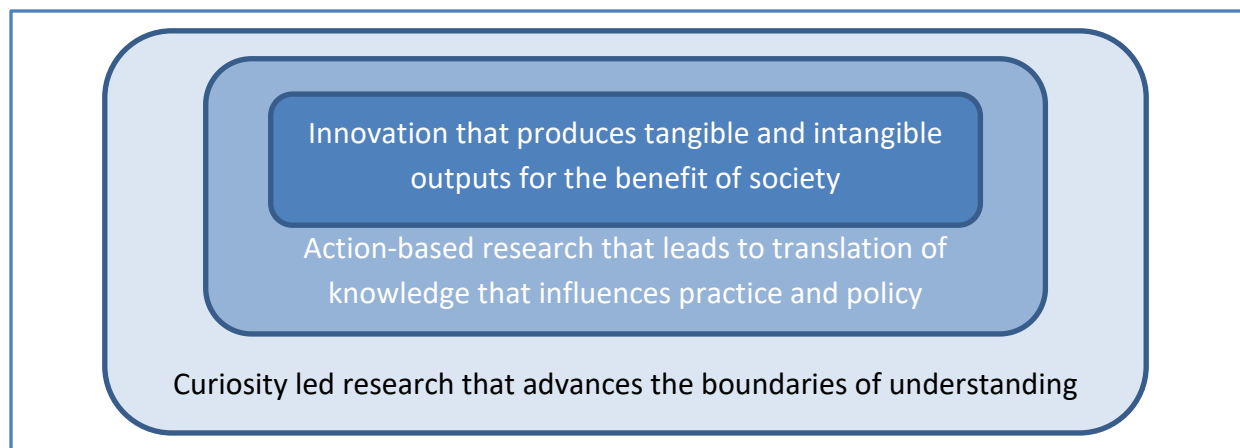 Innovation that produces tangible and intangible
outputs for the benefit of society
Action-based research that leads to translation of
knowledge that influences practice and policy
Curiosity led research that advances the boundaries of understanding